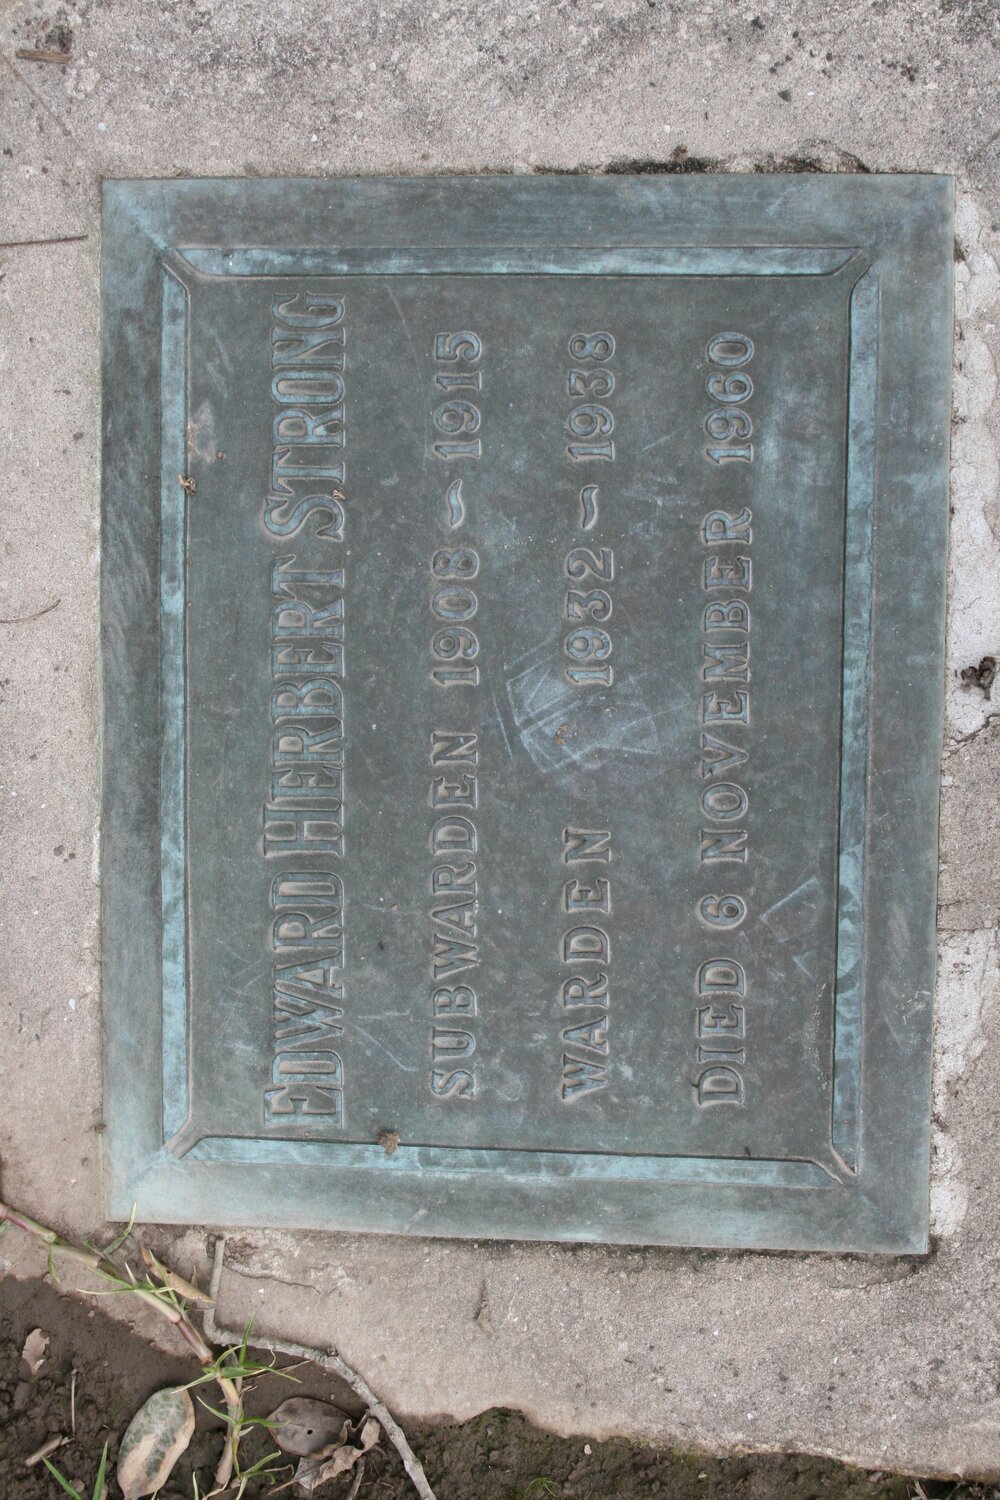 EDWARD HERBERT STRONG
SUBWARDEN 1908 ~ 1915
WARDEN 1932 ~ 1938
DIED 6 NOVEMBER 1960